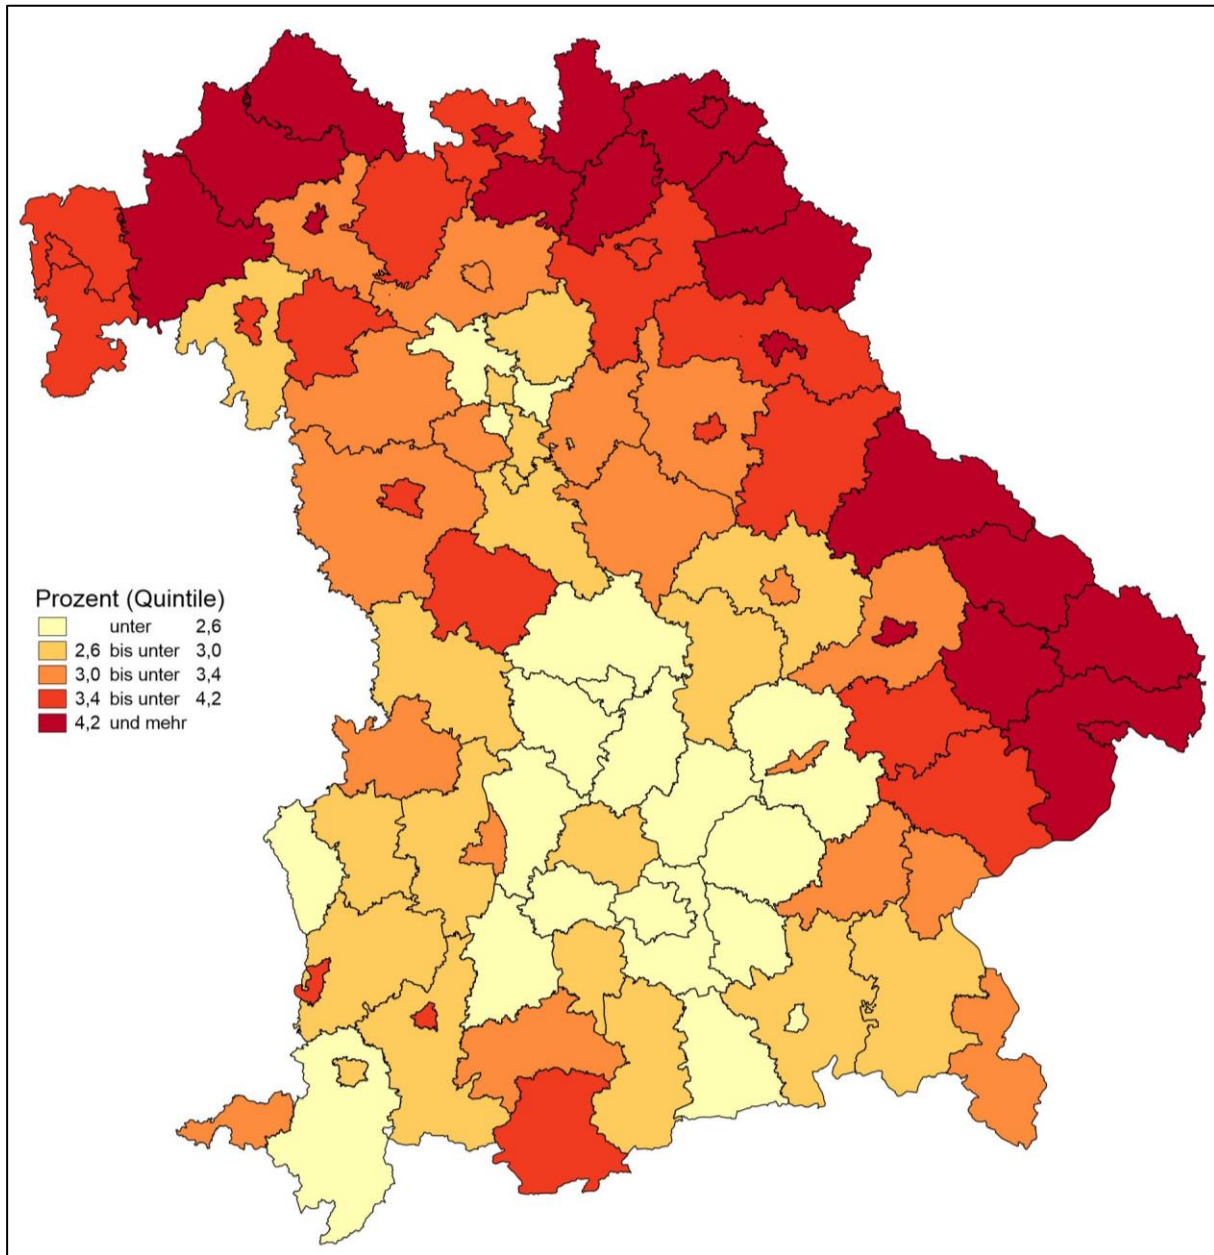 Prozent (Quintile)
unter 2,6
2,6 bis unter 3,0
3,0 bis unter 3,4
3,4 bis unter 4,2
4,2 und mehr